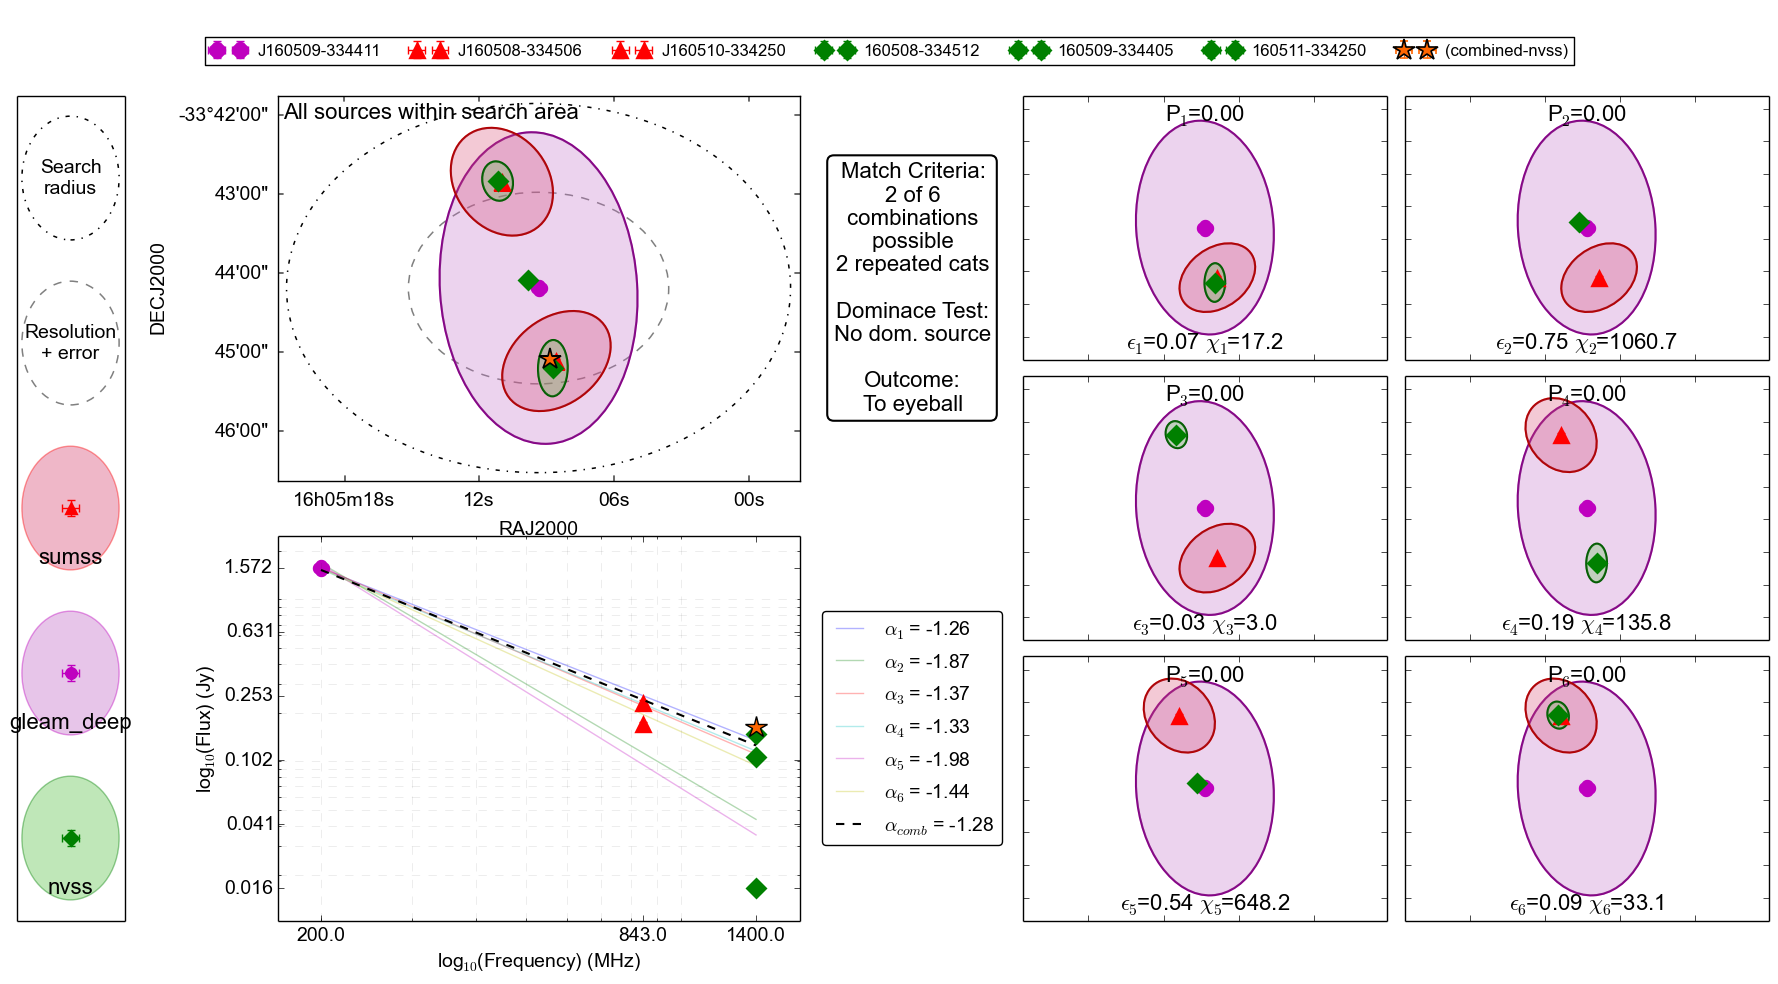 J160509-334411 J160508-334506 J160510-334250 160508-334512 160509-334405 160511-334250 (combined-nvss)
Search
radius
Resolution
+ error
sumss
gleam_deep
nvss
All sources within search area
-33°42'00"
43'00"
44'00"
45'00"
46'00"
DECJ2000
16h05m18s 12s 06s 00s
RAJ2000
Match Criteria:
2 of 6
combinations
possible
2 repeated cats
Dominace Test:
No dom. source
Outcome:
To eyeball
1.572
0.631
0.253
0.102
0.041
0.016
log₁₀(Flux) (Jy)
200.0 843.0 1400.0
log₁₀(Frequency) (MHz)
α₁ = -1.26
α₂ = -1.87
α₃ = -1.37
α₄ = -1.33
α₅ = -1.98
α₆ = -1.44
α_comb = -1.28
P₁=0.00
ϵ₁=0.07 χ₁=17.2
P₂=0.00
ϵ₂=0.75 χ₂=1060.7
P₃=0.00
ϵ₃=0.03 χ₃=3.0
P₄=0.00
ϵ₄=0.19 χ₄=135.8
P₅=0.00
ϵ₅=0.54 χ₅=648.2
P₆=0.00
ϵ₆=0.09 χ₆=33.1